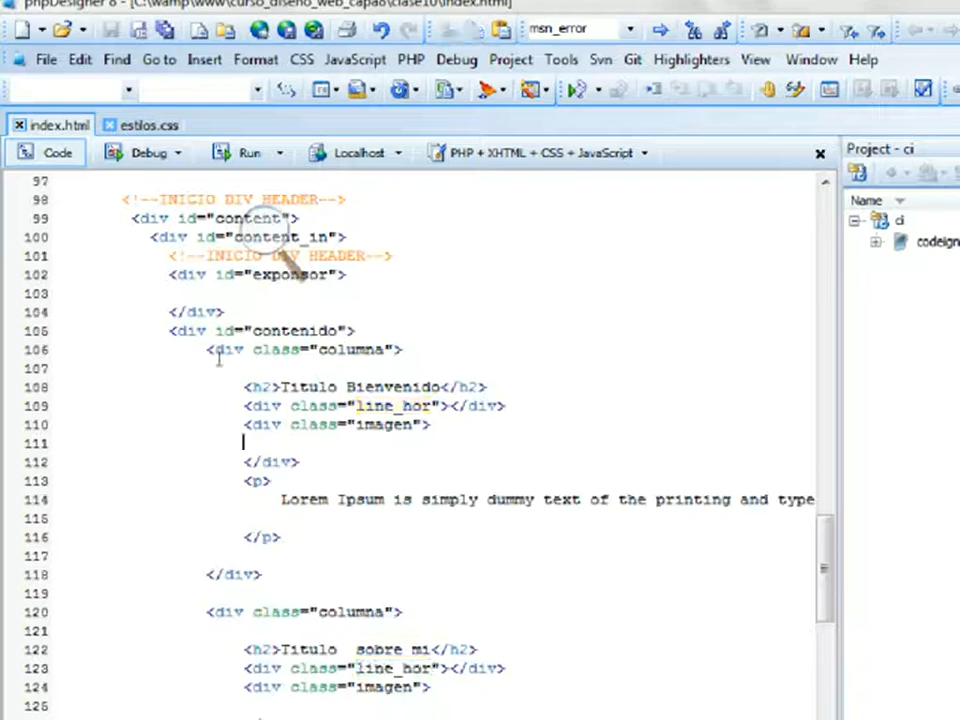 phpDesigner 8 - [C:\wamp\www\curso_diseno_web_capa8\clase10\index.html]
msn_error
File Edit Find Go to Insert Format CSS JavaScript PHP Debug Project Tools Svn Git Highlighters View Window Help
index.html estilos.css
Code Debug Run Localhost PHP + XHTML + CSS + JavaScript
Project - ci
Name
ci
codeign
97
98 <!--INICIO DIV HEADER-->
99 <div id="content">
100 <div id="content_in">
101 <!--INICIO DIV HEADER-->
102 <div id="exponsor">
103
104 </div>
105 <div id="contenido">
106 <div class="columna">
107
108 <h2>Titulo Bienvenido</h2>
109 <div class="line_hor"></div>
110 <div class="imagen">
111
112 </div>
113 <p>
114 Lorem Ipsum is simply dummy text of the printing and type
115
116 </p>
117
118 </div>
119
120 <div class="columna">
121
122 <h2>Titulo sobre mi</h2>
123 <div class="line_hor"></div>
124 <div class="imagen">
125